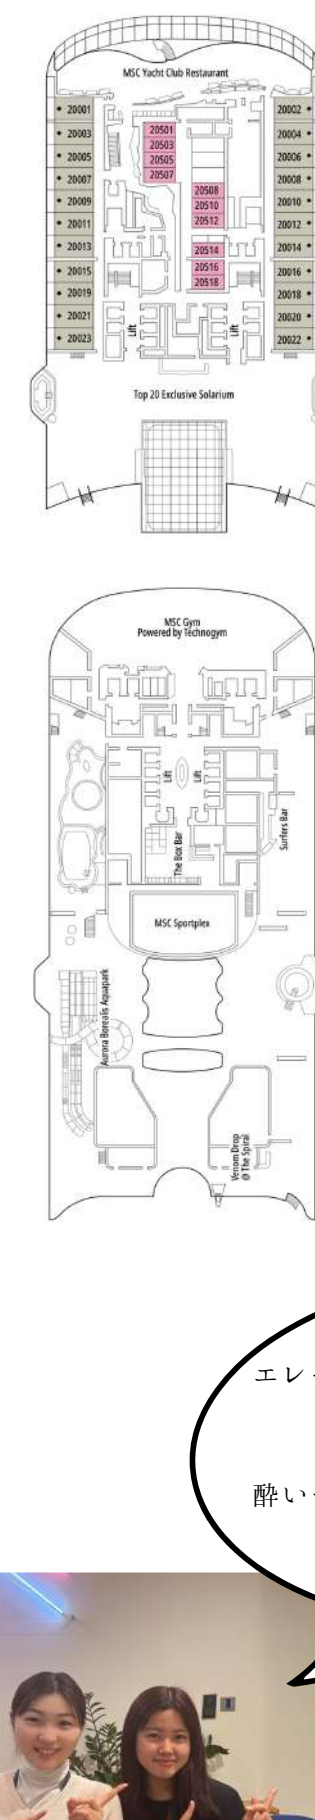 MSC Yacht Club Restaurant
20001
20003
20005
20007
20009
20011
20013
20015
20019
20021
20023
20501
20503
20505
20507
20508
20510
20512
20514
20516
20518
20002
20004
20006
20008
20010
20012
20014
20016
20018
20020
20022
Lift
Lift
Top 20 Exclusive Solarium
MSC Gym
Powered by Technogym
Lift
Lift
The Box Bar
Surfers Bar
MSC Sportplex
Aurora Borealis Aquapark
Venom Drop
@ The Spiral
エレ
酔い